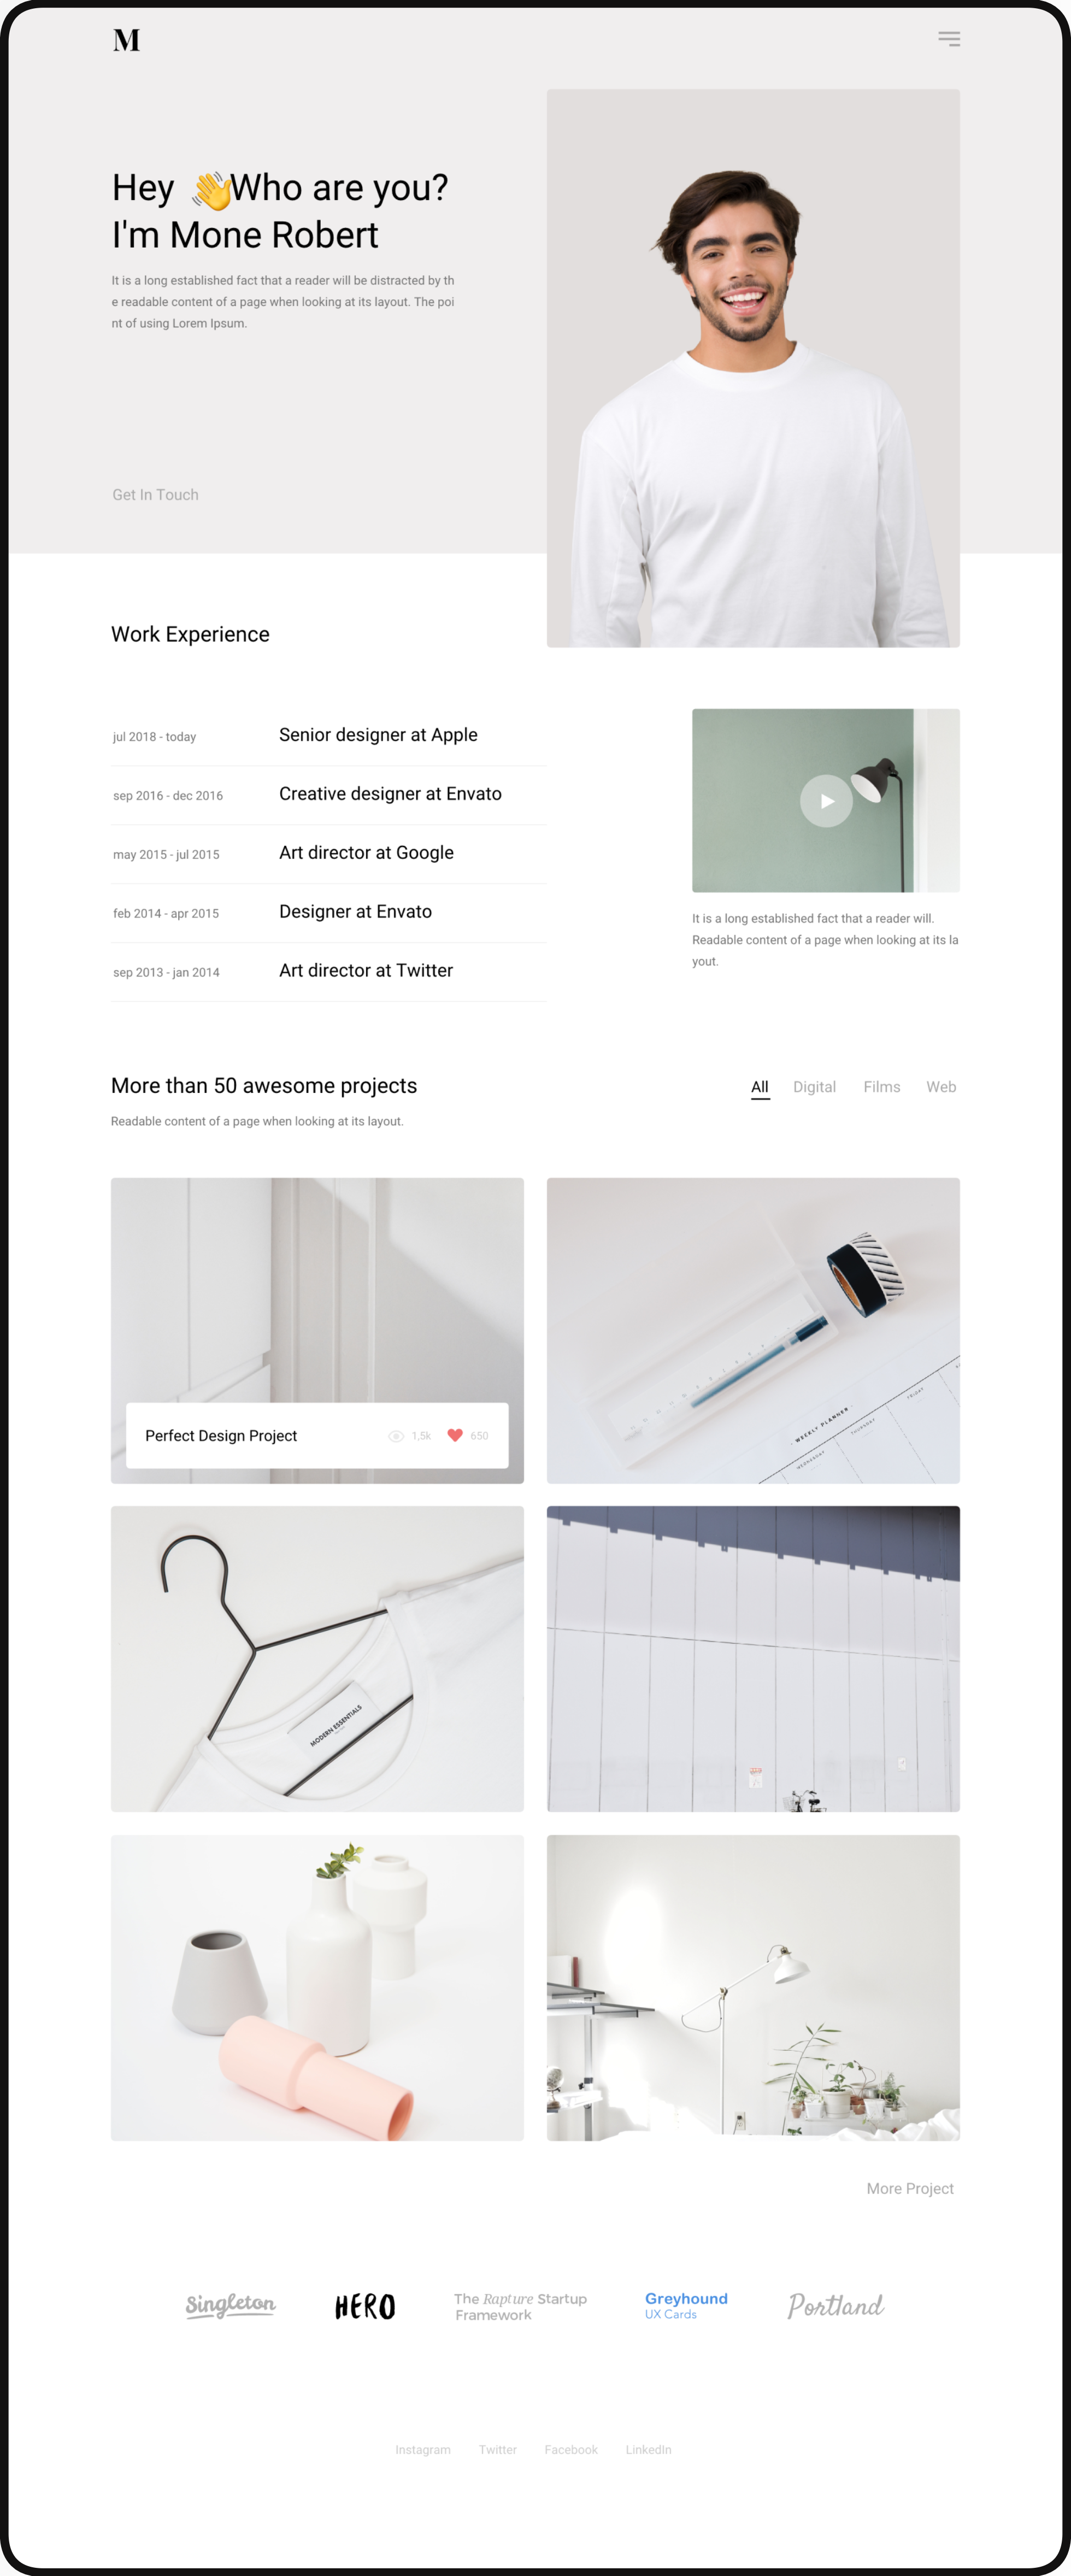 M
Hey 👋Who are you?
I'm Mone Robert
It is a long established fact that a reader will be distracted by th
e readable content of a page when looking at its layout. The poi
nt of using Lorem Ipsum.
Get In Touch
Work Experience
jul 2018 - today Senior designer at Apple
sep 2016 - dec 2016 Creative designer at Envato
may 2015 - jul 2015 Art director at Google
feb 2014 - apr 2015 Designer at Envato
sep 2013 - jan 2014 Art director at Twitter
It is a long established fact that a reader will.
Readable content of a page when looking at its la
yout.
More than 50 awesome projects
All Digital Films Web
Readable content of a page when looking at its layout.
Perfect Design Project 1,5k 650
· WEEKLY PLANNER ·
WEDNESDAY
THURSDAY
FRIDAY
MODERN ESSENTIALS
More Project
Singleton
HERO
The Rapture Startup
Framework
Greyhound
UX Cards
Portland
Instagram Twitter Facebook LinkedIn